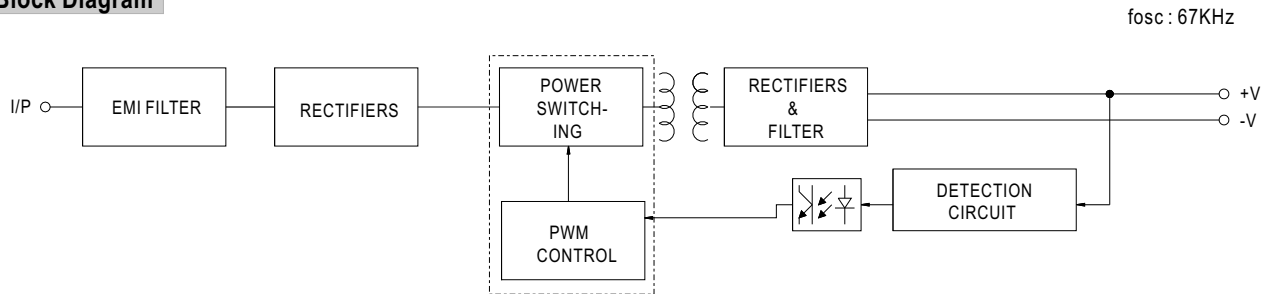 Block Diagram
fosc : 67KHz
I/P
EMI FILTER
RECTIFIERS
POWER
SWITCH-
ING
RECTIFIERS
&
FILTER
+V
-V
DETECTION
CIRCUIT
PWM
CONTROL